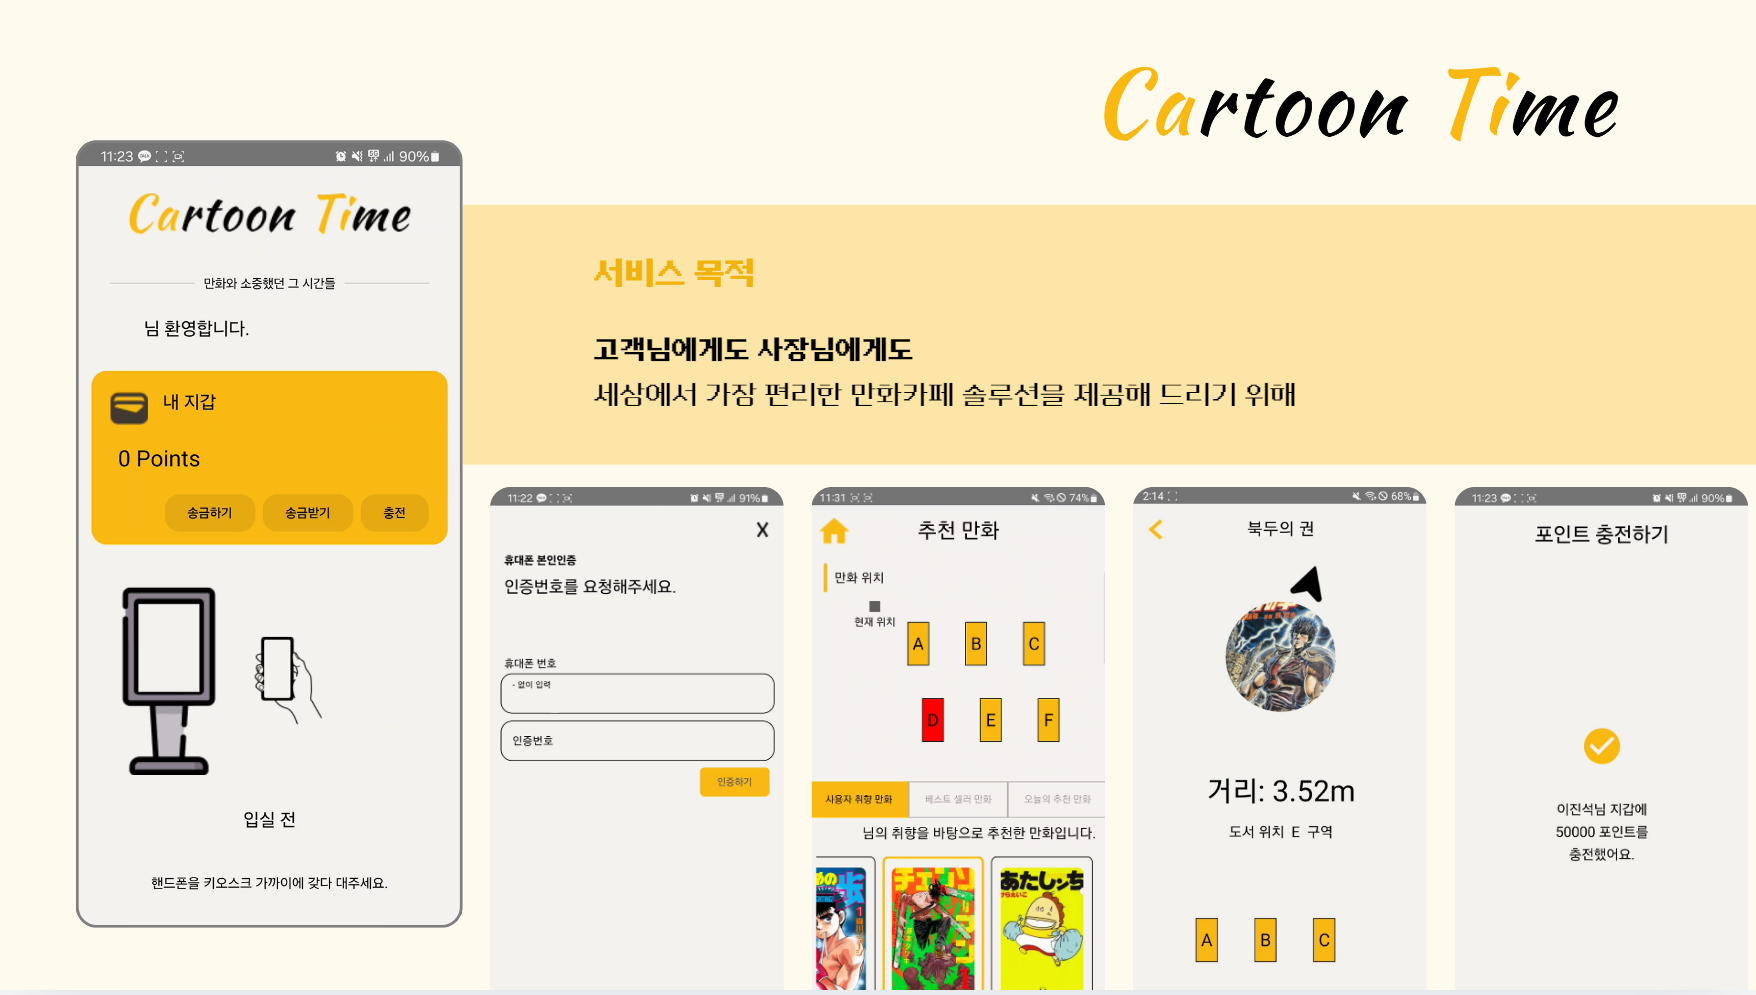 Cartoon Time
11:23
90%
Cartoon Time
만화와 소중했던 그 시간들
님 환영합니다.
내 지갑
0 Points
송금하기 송금받기 충전
입실 전
핸드폰을 키오스크 가까이에 갖다 대주세요.
서비스 목적
고객님에게도 사장님에게도
세상에서 가장 편리한 만화카페 솔루션을 제공해 드리기 위해
11:22
91%
X
휴대폰 본인인증
인증번호를 요청해주세요.
휴대폰 번호
- 없이 입력
인증번호
인증하기
11:31
74%
추천 만화
만화 위치
현재 위치
A B C
D E F
사용자 취향 만화 베스트 셀러 만화 오늘의 추천 만화
님의 취향을 바탕으로 추천한 만화입니다.
あたしンち
2:14
68%
북두의 권
거리: 3.52m
도서 위치 E 구역
A B C
11:23
90%
포인트 충전하기
이진석님 지갑에
50000 포인트를
충전했어요.